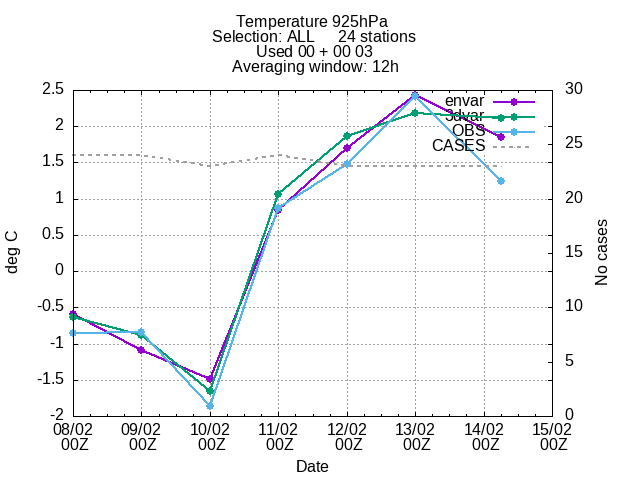 Temperature 925hPa
Selection: ALL 24 stations
Used 00 + 00 03
Averaging window: 12h
envar
3dvar
OBS
CASES
2.5
2
1.5
1
0.5
0
-0.5
-1
-1.5
-2
deg C
30
25
20
15
10
5
0
No cases
08/02 09/02 10/02 11/02 12/02 13/02 14/02 15/02
00Z 00Z 00Z 00Z 00Z 00Z 00Z 00Z
Date